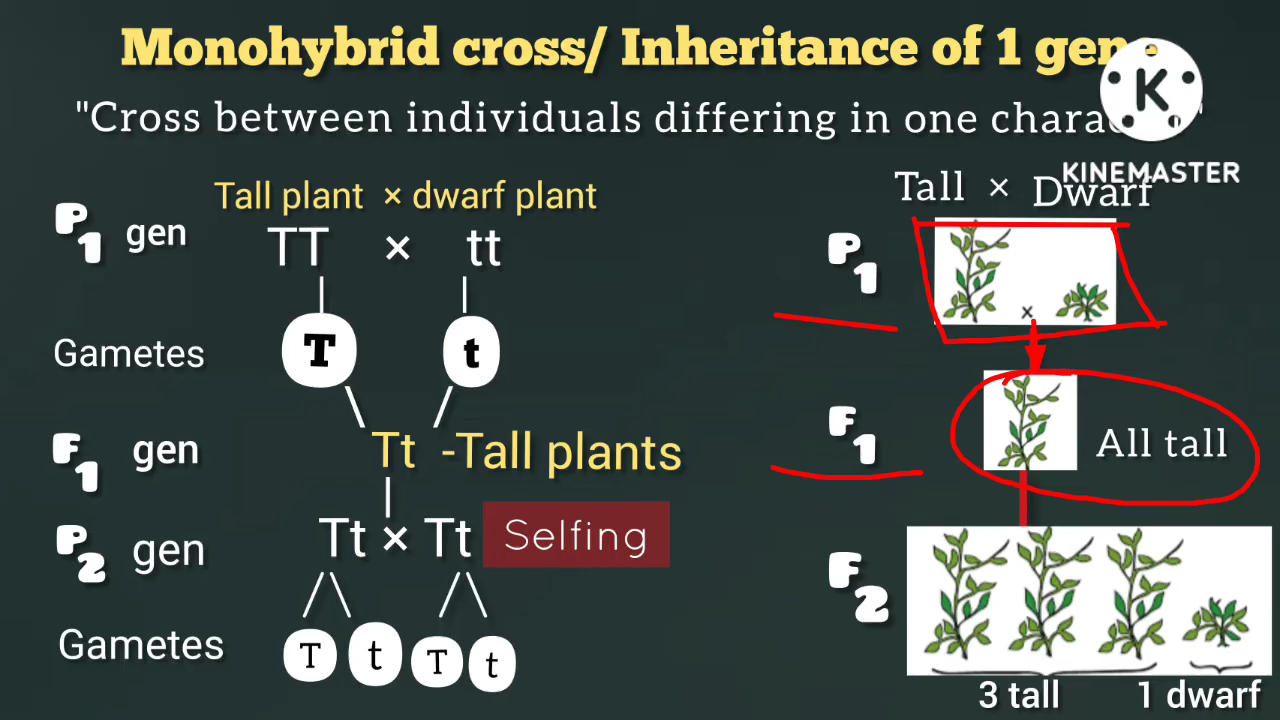 Monohybrid cross/ Inheritance of 1 gene
"Cross between individuals differing in one
K
KINEMASTER
Tall plant × dwarf plant
P1 gen TT × tt
Gametes T t
F1 gen Tt -Tall plants
P2 gen Tt × Tt Selfing
Gametes T t T t
Tall × Dwarf
P1
×
F1 All tall
F2
3 tall 1 dwarf